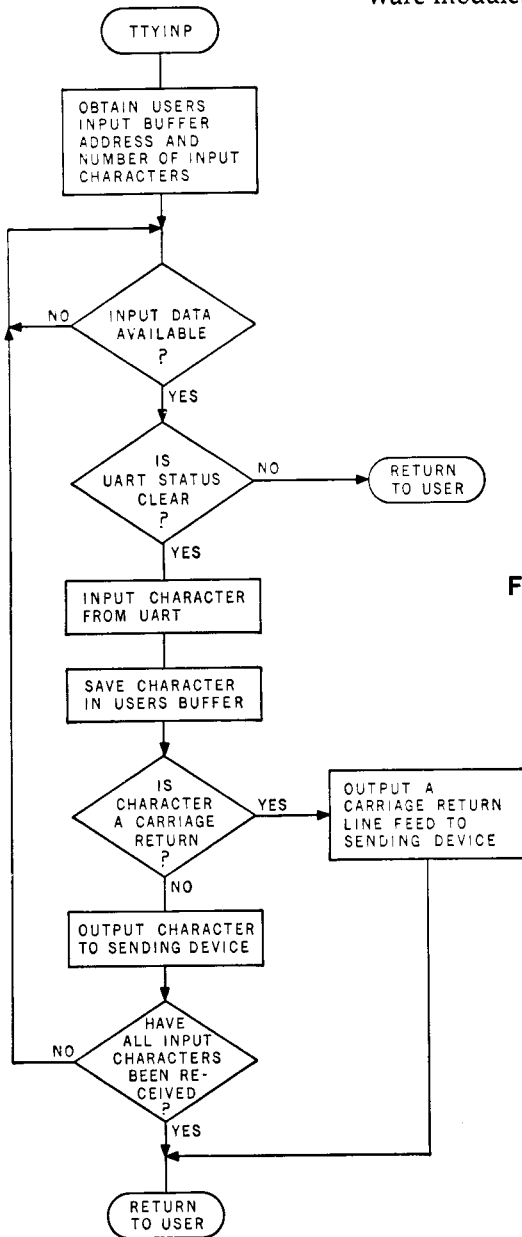 ware module
TTYINP
OBTAIN USERS
INPUT BUFFER
ADDRESS AND
NUMBER OF INPUT
CHARACTERS
NO
INPUT DATA
AVAILABLE
?
YES
IS
UART STATUS
CLEAR
?
NO
RETURN
TO USER
YES
INPUT CHARACTER
FROM UART
F
SAVE CHARACTER
IN USERS BUFFER
IS
CHARACTER
A CARRIAGE
RETURN
?
YES
OUTPUT A
CARRIAGE RETURN
LINE FEED TO
SENDING DEVICE
NO
OUTPUT CHARACTER
TO SENDING DEVICE
HAVE
ALL INPUT
CHARACTERS
BEEN RE-
CEIVED
?
NO
YES
RETURN
TO USER